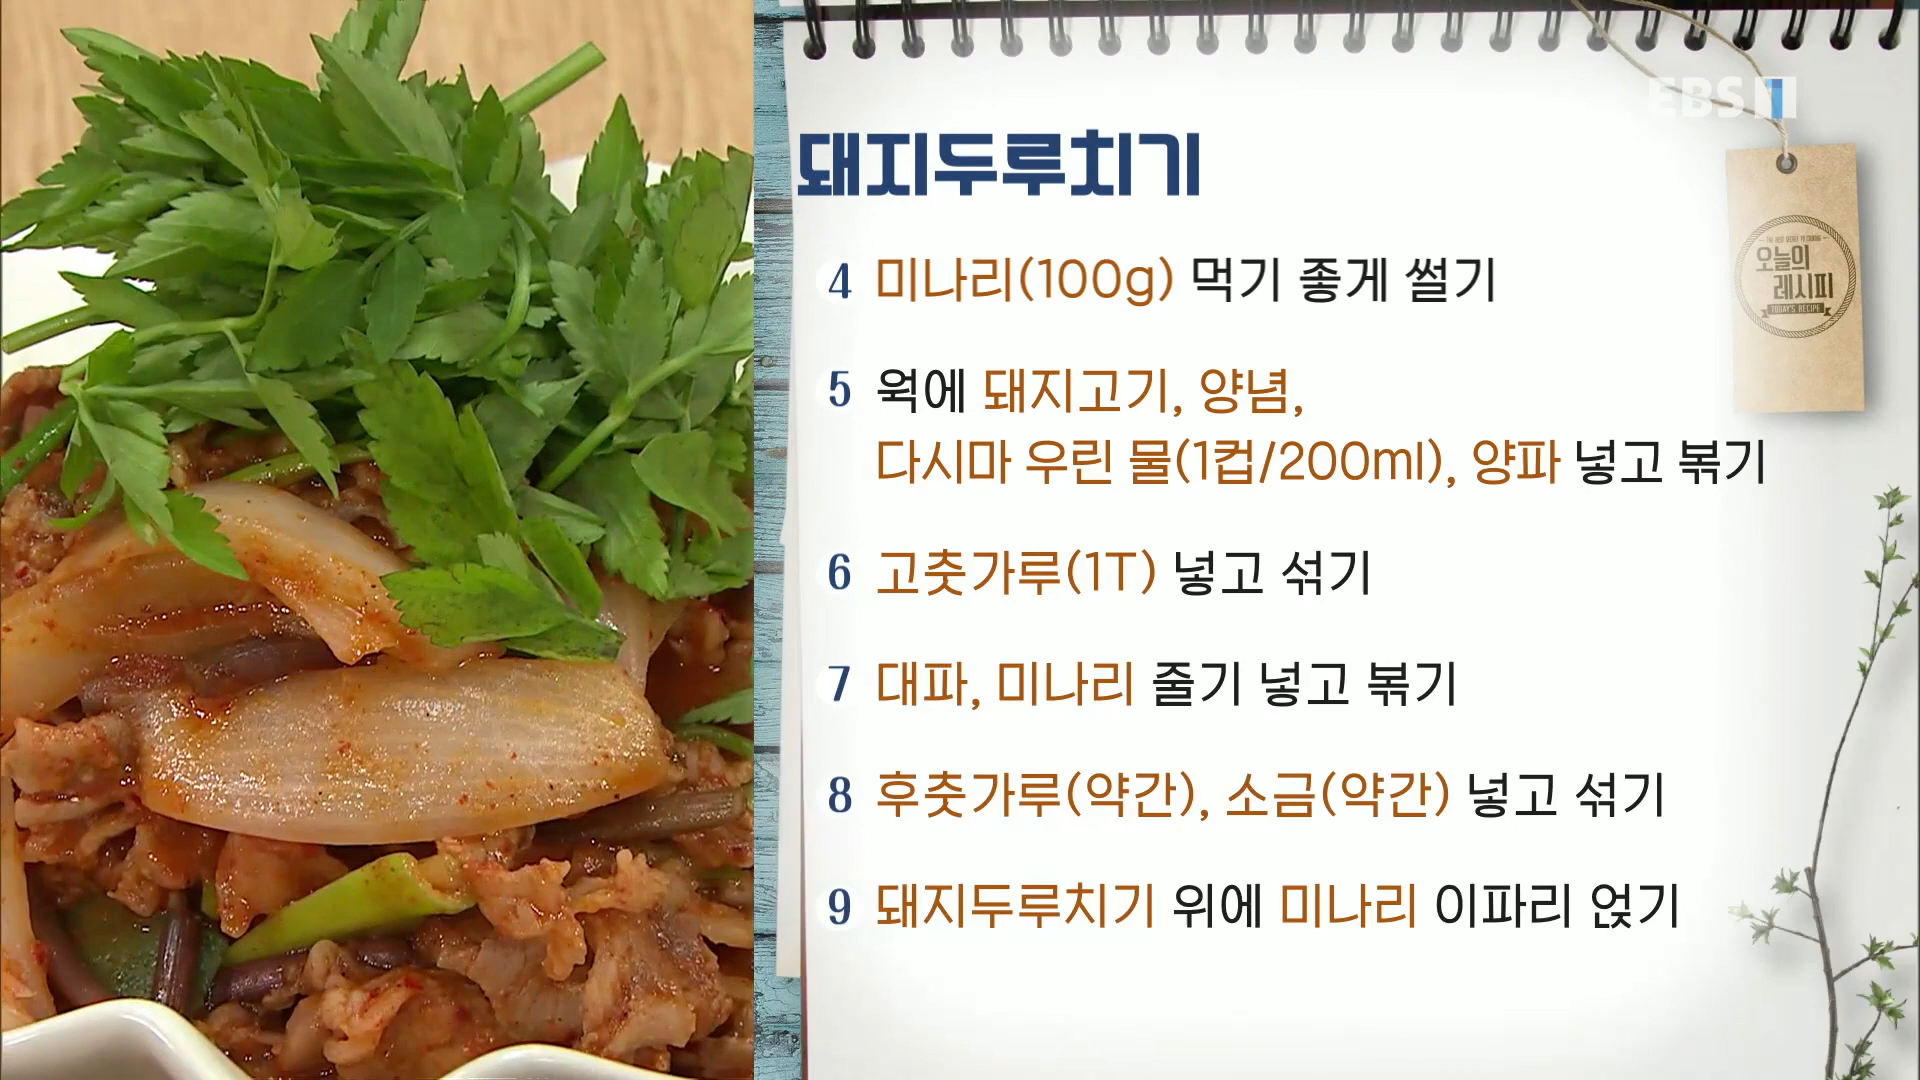 EBS 1
돼지두루치기
오늘의
레시피
TODAY'S RECIPE
4 미나리(100g) 먹기 좋게 썰기
5 웍에 돼지고기, 양념,
다시마 우린 물(1컵/200ml), 양파 넣고 볶기
6 고춧가루(1T) 넣고 섞기
7 대파, 미나리 줄기 넣고 볶기
8 후춧가루(약간), 소금(약간) 넣고 섞기
9 돼지두루치기 위에 미나리 이파리 얹기